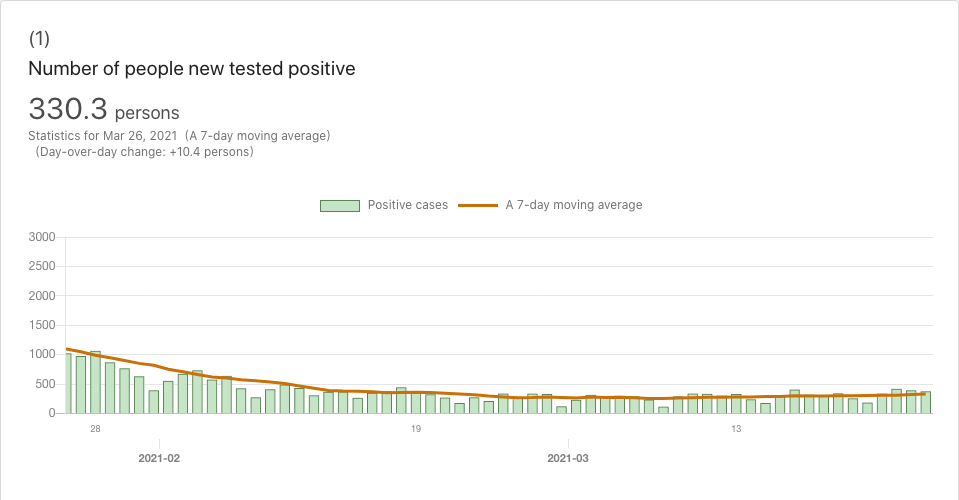 (1)
Number of people new tested positive
330.3 persons
Statistics for Mar 26, 2021 (A 7-day moving average)
(Day-over-day change: +10.4 persons)
Positive cases A 7-day moving average
3000
2500
2000
1500
1000
500
0
28 19 13
2021-02 2021-03